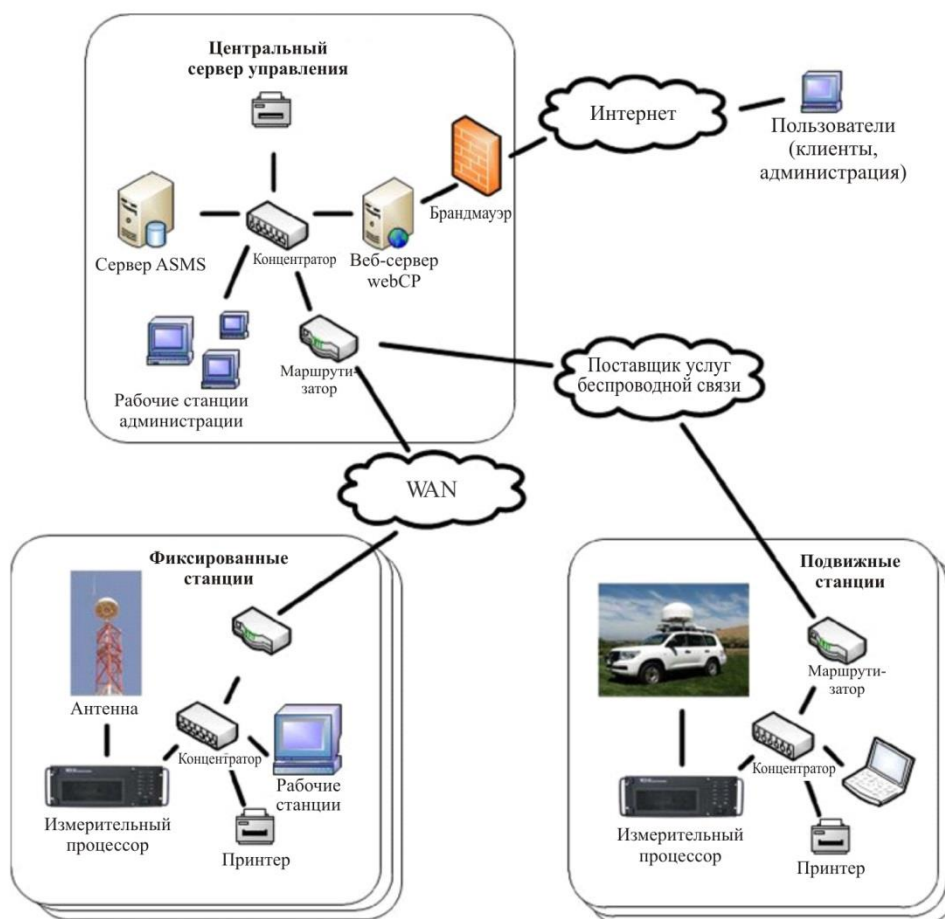 Центральный
сервер управления
Интернет
Пользователи
(клиенты,
администрация)
Брандмауэр
Сервер ASMS
Концентратор
Веб-сервер
webCP
Маршрути-
затор
Рабочие станции
администрации
Поставщик услуг
беспроводной связи
WAN
Фиксированные
станции
Антенна
Концентратор
Рабочие
станции
Измерительный
процессор
Принтер
Подвижные
станции
Маршрути-
затор
Концентратор
Измерительный
процессор
Принтер